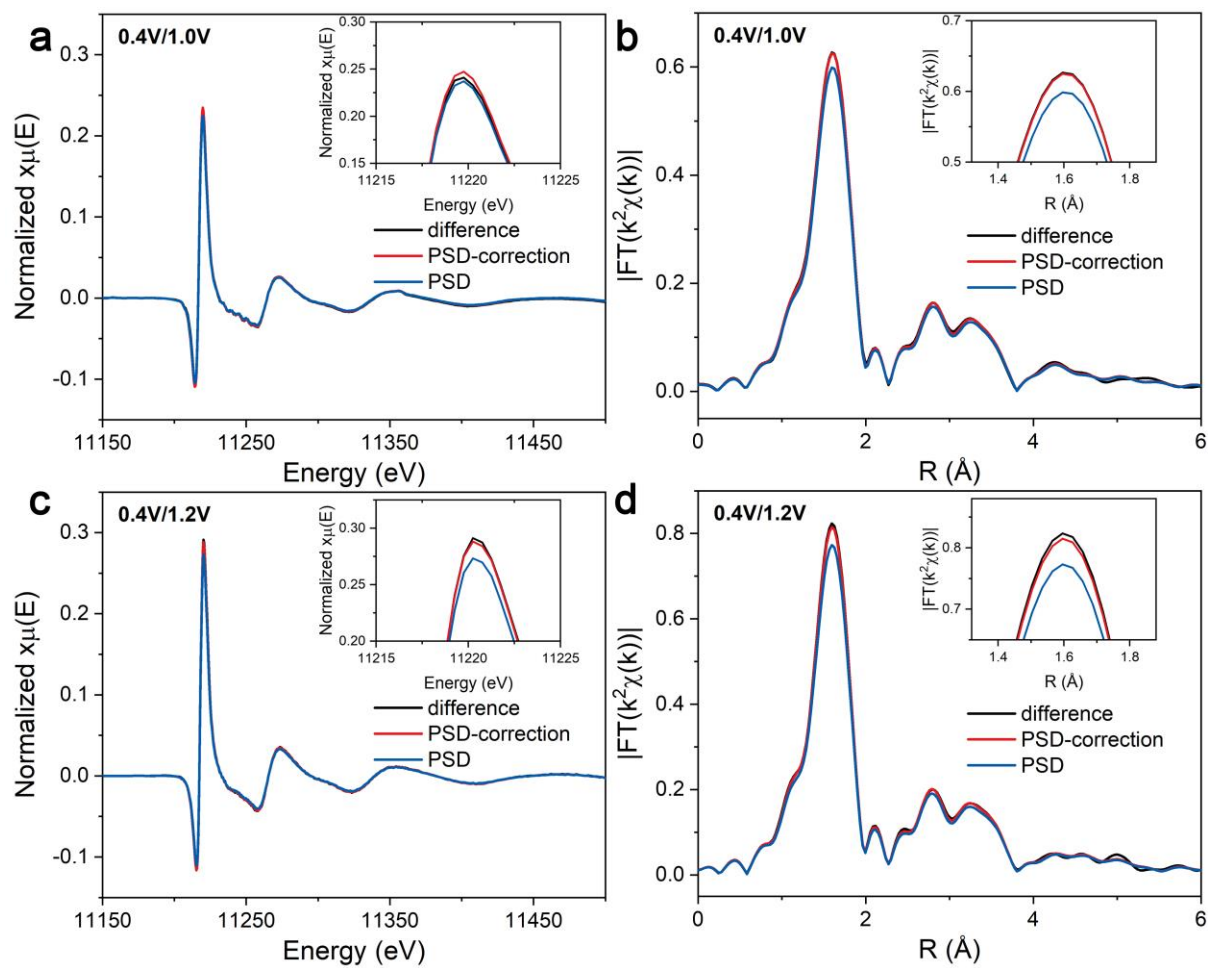 a
0.4V/1.0V
Normalized xμ(E)
0.3
0.2
0.1
0.0
-0.1
11150
11250
11350
11450
Energy (eV)
Normalized xμ(E)
0.30
0.25
0.20
0.15
11215
11220
11225
Energy (eV)
difference
PSD-correction
PSD
b
0.4V/1.0V
|FT(k²χ(k))|
0.6
0.4
0.2
0.0
0
2
4
6
R (Å)
|FT(k²χ(k))|
0.7
0.6
0.5
1.4
1.6
1.8
R (Å)
difference
PSD-correction
PSD
c
0.4V/1.2V
Normalized xμ(E)
0.3
0.2
0.1
0.0
-0.1
11150
11250
11350
11450
Energy (eV)
Normalized xμ(E)
0.30
0.25
0.20
11215
11220
11225
Energy (eV)
difference
PSD-correction
PSD
d
0.4V/1.2V
|FT(k²χ(k))|
0.8
0.6
0.4
0.2
0.0
0
2
4
6
R (Å)
|FT(k²χ(k))|
0.8
0.7
1.4
1.6
1.8
R (Å)
difference
PSD-correction
PSD